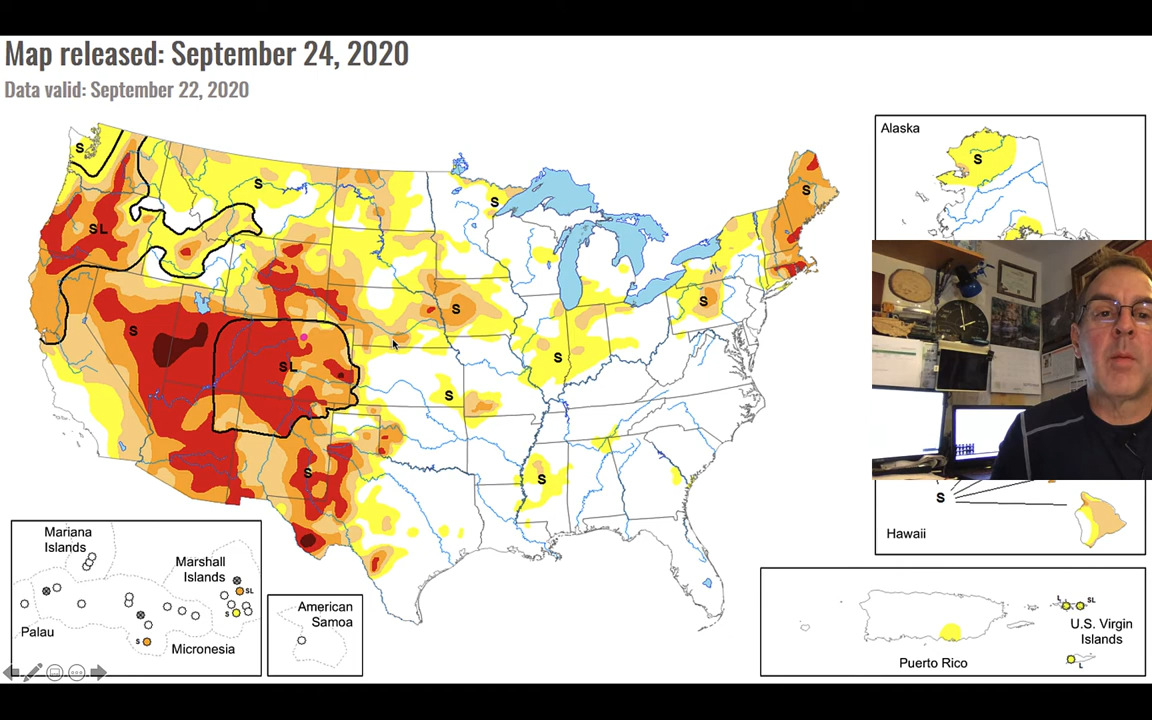 Map released: September 24, 2020
Data valid: September 22, 2020
Alaska
S
S
S
S
S
SL
S
S
S
S
SL
S
S
S
S
Hawaii
Mariana
Islands
Marshall
Islands
SL
S
Palau
S
Micronesia
American
Samoa
L
SL
U.S. Virgin
Islands
Puerto Rico
L